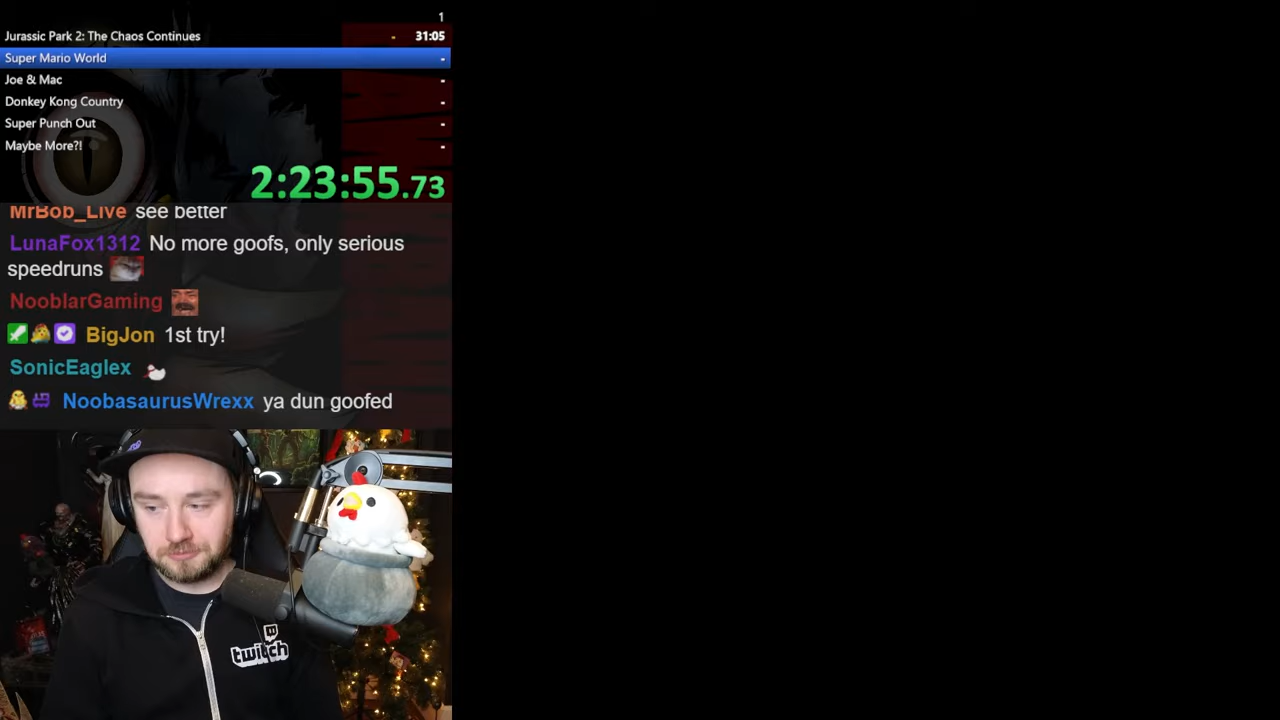 1
Jurassic Park 2: The Chaos Continues - 31:05
Super Mario World -
Joe & Mac -
Donkey Kong Country -
Super Punch Out -
Maybe More?! -
2:23:55.73
MrBob_Live see better
LunaFox1312 No more goofs, only serious
speedruns
NooblarGaming
BigJon 1st try!
SonicEaglex
NoobasaurusWrexx ya dun goofed
twitch